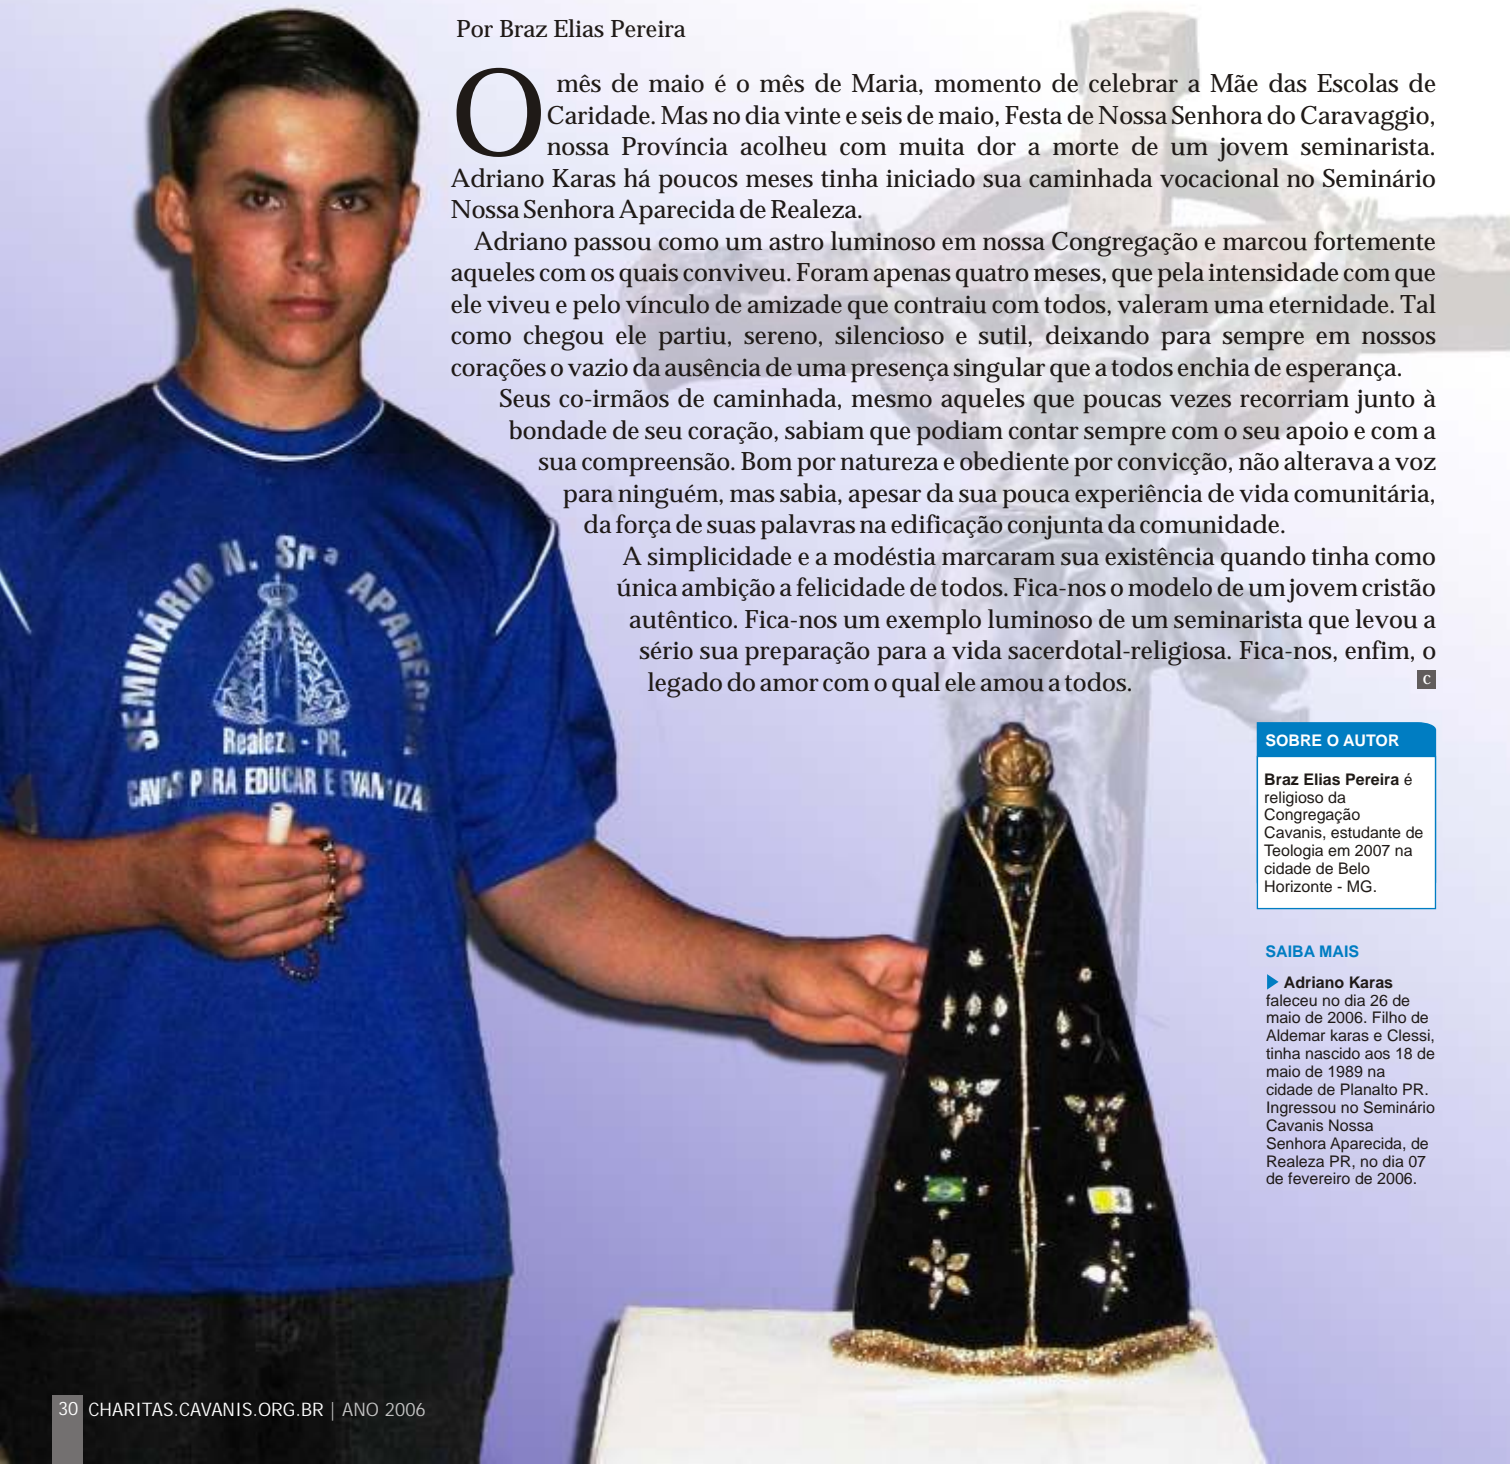 Por Braz Elias Pereira
O mês de maio é o mês de Maria, momento de celebrar a Mãe das Escolas de
Caridade. Mas no dia vinte e seis de maio, Festa de Nossa Senhora do Caravaggio,
nossa Província acolheu com muita dor a morte de um jovem seminarista.
Adriano Karas há poucos meses tinha iniciado sua caminhada vocacional no Seminário
Nossa Senhora Aparecida de Realeza.
Adriano passou como um astro luminoso em nossa Congregação e marcou fortemente
aqueles com os quais conviveu. Foram apenas quatro meses, que pela intensidade com que
ele viveu e pelo vínculo de amizade que contraiu com todos, valeram uma eternidade. Tal
como chegou ele partiu, sereno, silencioso e sutil, deixando para sempre em nossos
corações o vazio da ausência de uma presença singular que a todos enchia de esperança.
Seus co-irmãos de caminhada, mesmo aqueles que poucas vezes recorriam junto à
bondade de seu coração, sabiam que podiam contar sempre com o seu apoio e com a
sua compreensão. Bom por natureza e obediente por convicção, não alterava a voz
para ninguém, mas sabia, apesar da sua pouca experiência de vida comunitária,
da força de suas palavras na edificação conjunta da comunidade.
A simplicidade e a modéstia marcaram sua existência quando tinha como
única ambição a felicidade de todos. Fica-nos o modelo de um jovem cristão
autêntico. Fica-nos um exemplo luminoso de um seminarista que levou a
sério sua preparação para a vida sacerdotal-religiosa. Fica-nos, enfim, o
legado do amor com o qual ele amou a todos.
C
SEMINÁRIO N. Srª
Realeza - PR.
EDUCAR E
SOBRE O AUTOR
Braz Elias Pereira é
religioso da
Congregação
Cavanis, estudante de
Teologia em 2007 na
cidade de Belo
Horizonte - MG.
SAIBA MAIS
Adriano Karas
faleceu no dia 26 de
maio de 2006. Filho de
Aldemar karas e Clessi,
tinha nascido aos 18 de
maio de 1989 na
cidade de Planalto PR.
Ingressou no Seminário
Cavanis Nossa
Senhora Aparecida, de
Realeza PR, no dia 07
de fevereiro de 2006.
30 CHARITAS.CAVANIS.ORG.BR | ANO 2006